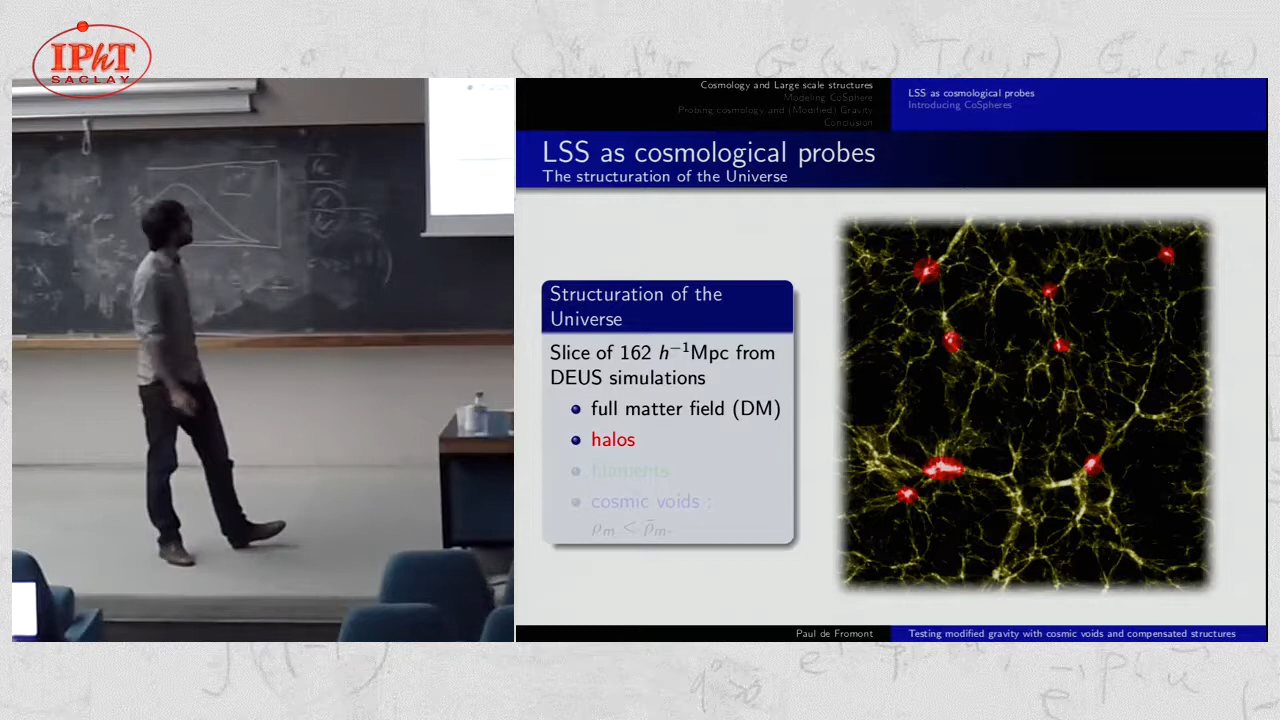 IPhT
SACLAY
Cosmology and Large scale structures
Modeling CoSphere
Probing cosmology and (Modified) Gravity
Conclusion
LSS as cosmological probes
Introducing CoSpheres
LSS as cosmological probes
The structuration of the Universe
Structuration of the
Universe
Slice of 162 h⁻¹Mpc from
DEUS simulations
full matter field (DM)
halos
filaments
cosmic voids :
ρₘ ≤ ρ̄ₘ.
Paul de Fromont
Testing modified gravity with cosmic voids and compensated structures